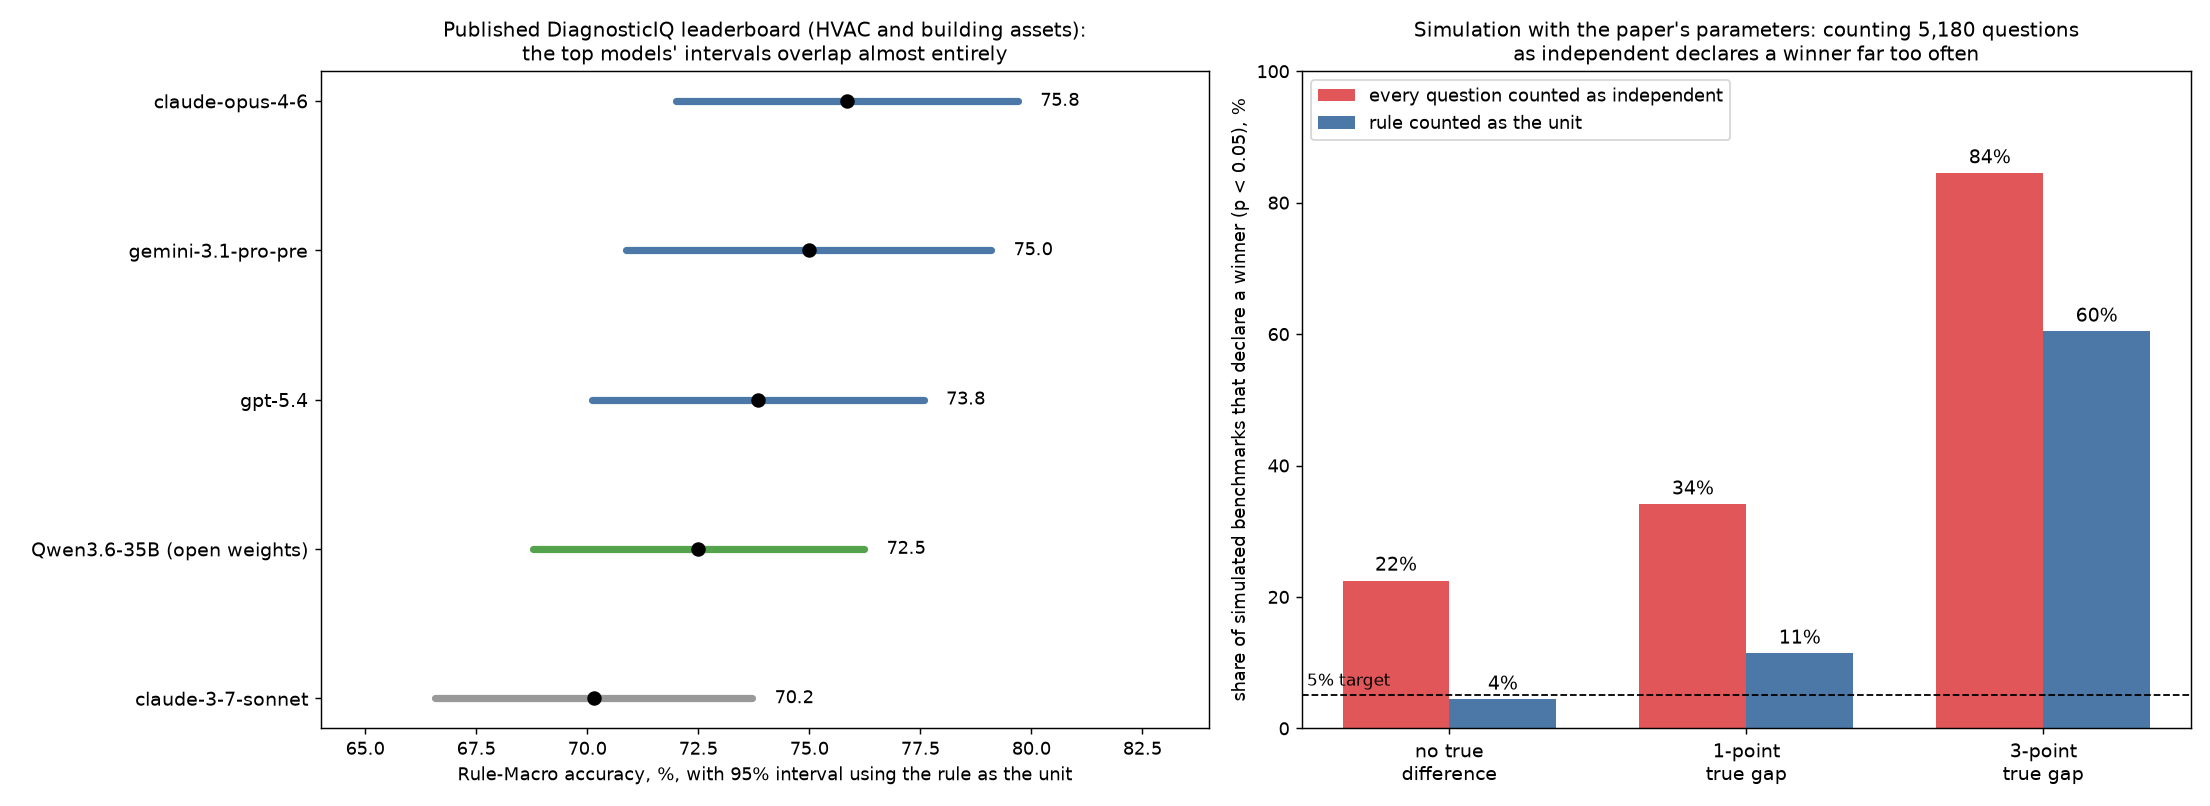 Published DiagnosticIQ leaderboard (HVAC and building assets):
the top models' intervals overlap almost entirely
claude-opus-4-6
75.8
gemini-3.1-pro-pre
75.0
gpt-5.4
73.8
Qwen3.6-35B (open weights)
72.5
claude-3-7-sonnet
70.2
65.0 67.5 70.0 72.5 75.0 77.5 80.0 82.5
Rule-Macro accuracy, %, with 95% interval using the rule as the unit
Simulation with the paper's parameters: counting 5,180 questions
as independent declares a winner far too often
share of simulated benchmarks that declare a winner (p < 0.05), %
100
80
60
40
20
0
every question counted as independent
rule counted as the unit
84%
60%
34%
22%
11%
4%
5% target
no true
difference
1-point
true gap
3-point
true gap